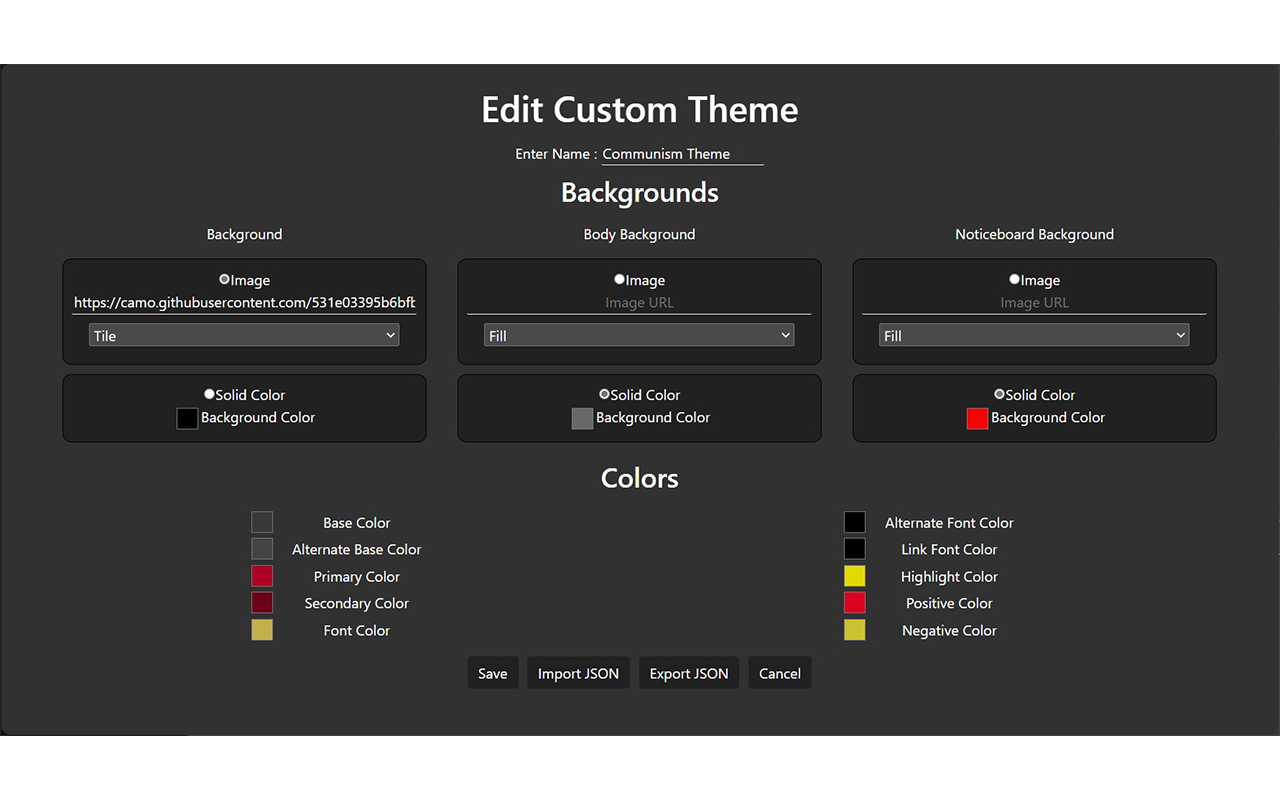 Edit Custom Theme
Enter Name : Communism Theme
Backgrounds
Background
Image
https://camo.githubusercontent.com/531e03395b6bfb
Tile
Solid Color
Background Color
Body Background
Image
Image URL
Fill
Solid Color
Background Color
Noticeboard Background
Image
Image URL
Fill
Solid Color
Background Color
Colors
Base Color
Alternate Base Color
Primary Color
Secondary Color
Font Color
Alternate Font Color
Link Font Color
Highlight Color
Positive Color
Negative Color
Save
Import JSON
Export JSON
Cancel